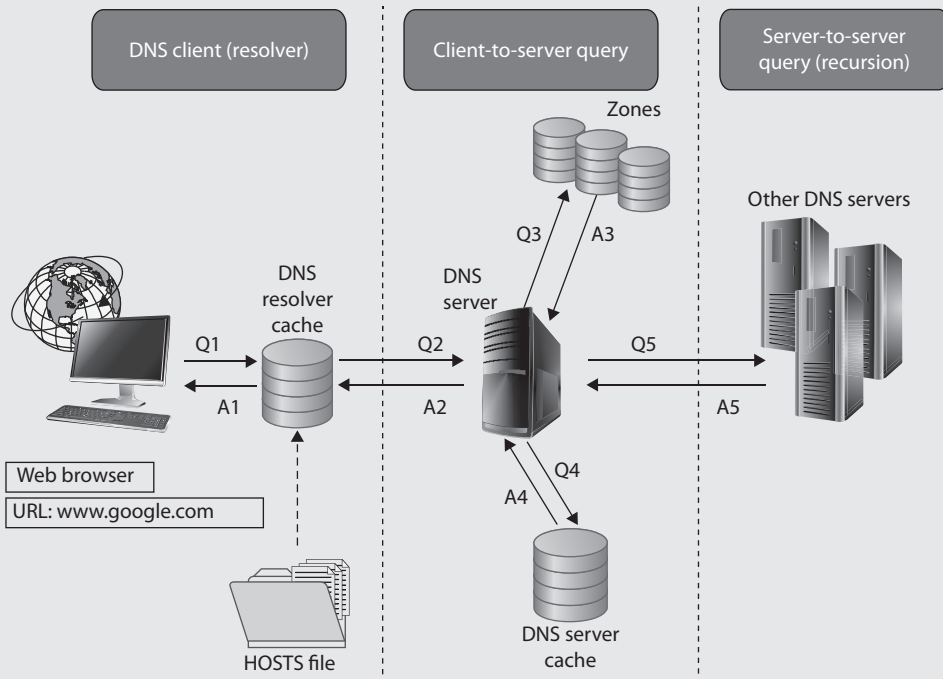 DNS client (resolver)
Client-to-server query
Server-to-server
query (recursion)
Zones
Other DNS servers
Q3
A3
DNS
server
DNS
resolver
cache
Q1
A1
Q2
A2
Q5
A5
Q4
A4
Web browser
URL: www.google.com
HOSTS file
DNS server
cache